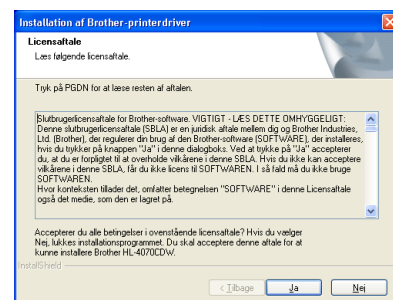 Installation af Brother-printerdriver
Licensaftale
Læs følgende licensaftale.
Tryk på PGDN for at læse resten af aftalen.
Slutbrugerlicensaftale for Brother-software. VIGTIGT - LÆS DETTE OMHYGGELIGT:
Denne slutbrugerlicensaftale (SBLA) er en juridisk aftale mellem dig og Brother Industries,
Ltd. (Brother), der regulerer din brug af den Brother-software (SOFTWARE), der installeres,
hvis du trykker på knappen "Ja" i denne dialogboks. Ved at trykke på "Ja" accepterer
du, at du er forpligtet til at overholde vilkårene i denne SBLA. Hvis du ikke kan acceptere
vilkårene i denne SBLA, får du ikke licens til SOFTWAREN. I så fald må du ikke bruge
SOFTWAREN.
Hvor konteksten tillader det, omfatter betegnelsen "SOFTWARE" i denne Licensaftale
også det medie, som den er lagret på.
Accepterer du alle betingelser i ovenstående licensaftale? Hvis du vælger
Nej, lukkes installationsprogrammet. Du skal acceptere denne aftale for at
kunne installere Brother HL-4070CDW.
InstallShield
< Tilbage
Ja
Nej